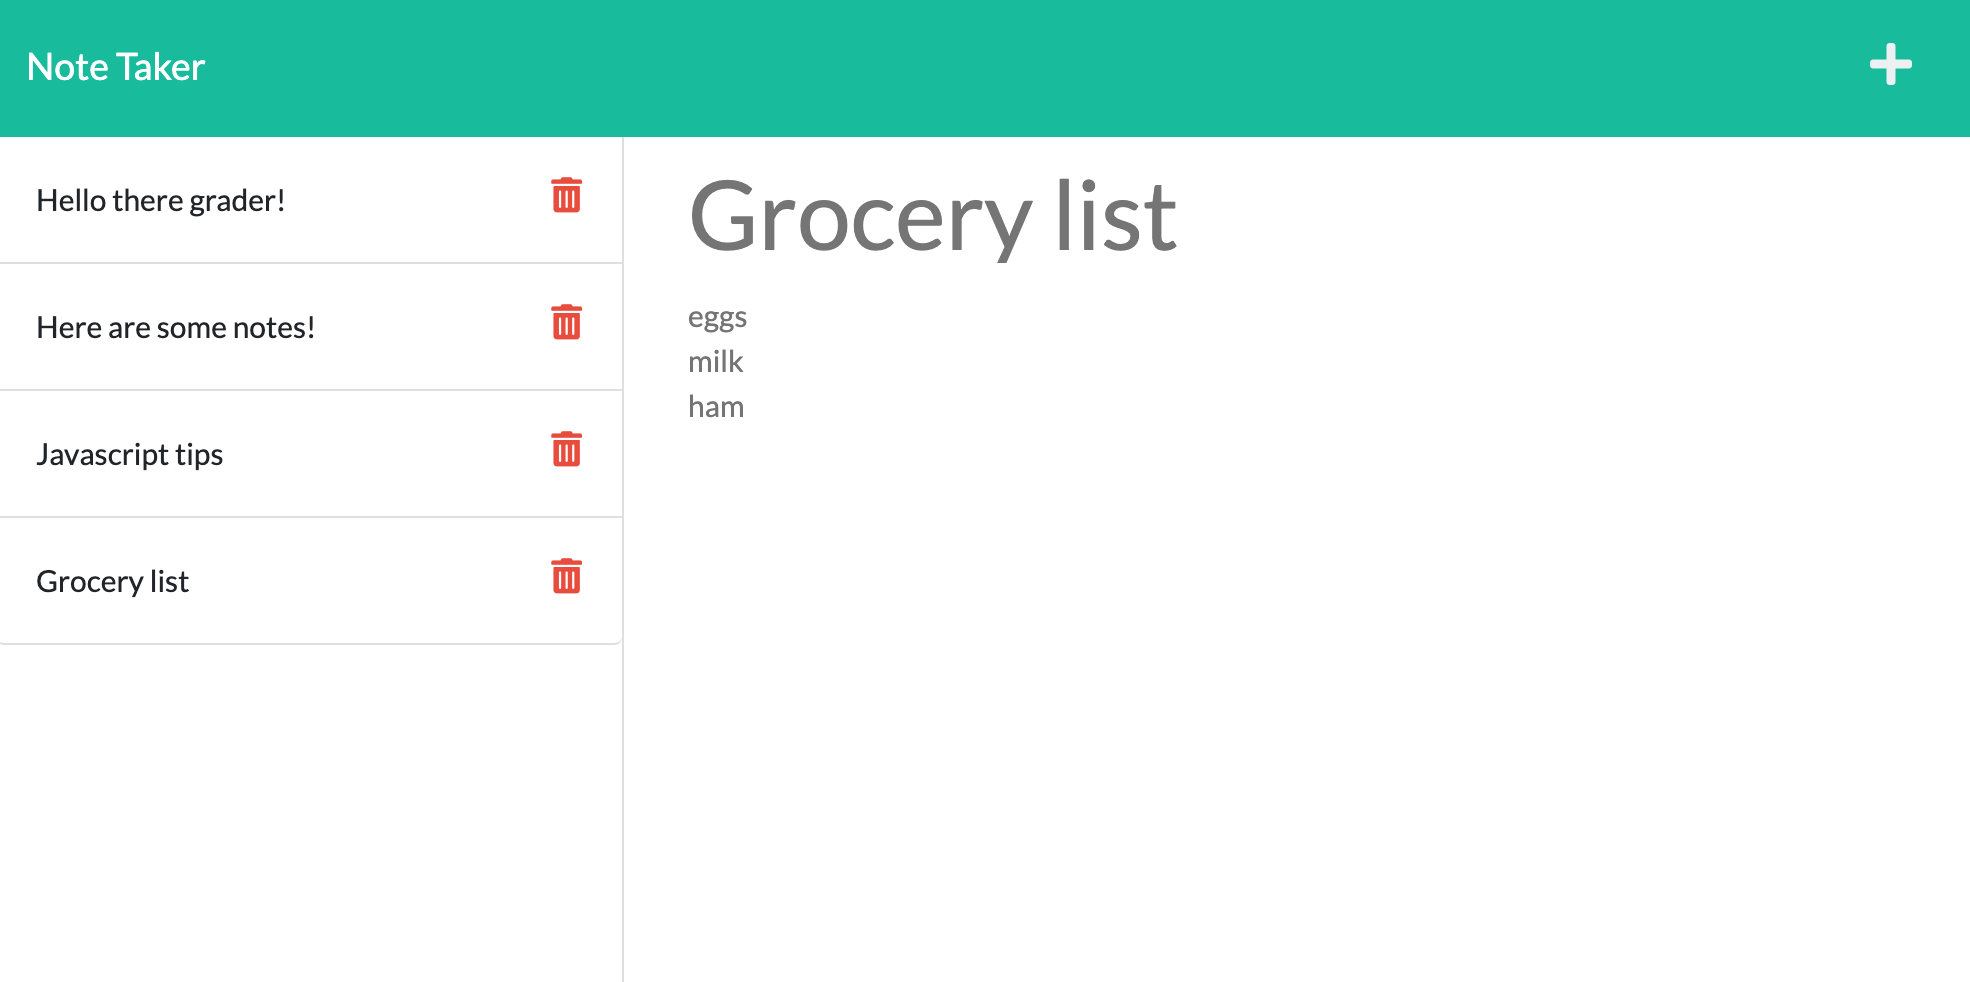 Note Taker
Hello there grader!
Here are some notes!
Javascript tips
Grocery list
Grocery list
eggs
milk
ham